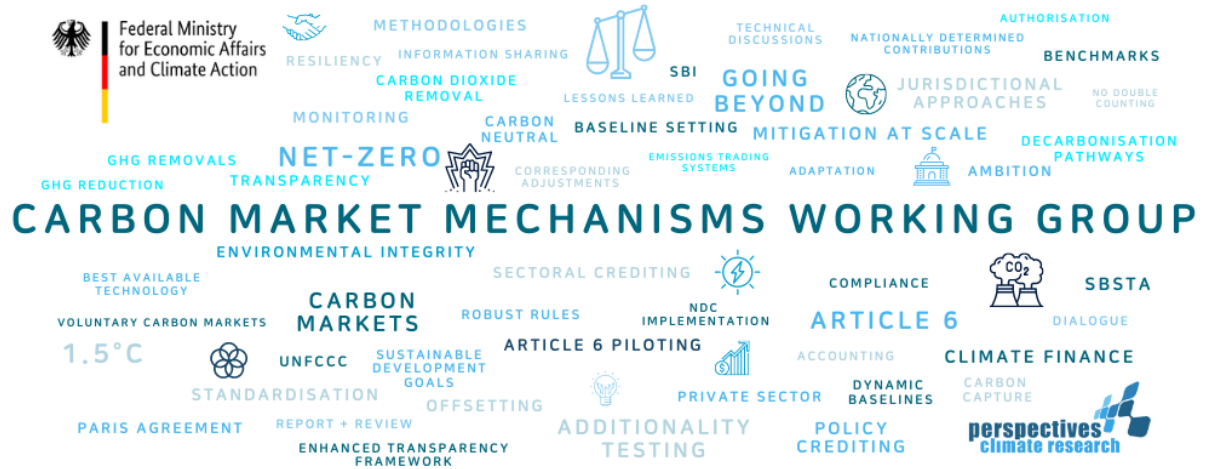 Federal Ministry
for Economic Affairs
and Climate Action
METHODOLOGIES
RESILIENCY
INFORMATION SHARING
CARBON DIOXIDE
REMOVAL
MONITORING
SBI
LESSONS LEARNED
CARBON
NEUTRAL
BASELINE SETTING
TECHNICAL
DISCUSSIONS
GOING
BEYOND
AUTHORISATION
NATIONALLY DETERMINED
CONTRIBUTIONS
BENCHMARKS
JURISDICTIONAL
APPROACHES
NO DOUBLE
COUNTING
MITIGATION AT SCALE
DECARBONISATION
PATHWAYS
GHG REMOVALS
NET-ZERO
GHG REDUCTION
TRANSPARENCY
CORRESPONDING
ADJUSTMENTS
EMISSIONS TRADING
SYSTEMS
ADAPTATION
AMBITION
CARBON MARKET MECHANISMS WORKING GROUP
ENVIRONMENTAL INTEGRITY
BEST AVAILABLE
TECHNOLOGY
SECTORAL CREDITING
COMPLIANCE
CO2
SBSTA
VOLUNTARY CARBON MARKETS
CARBON
MARKETS
ROBUST RULES
NDC
IMPLEMENTATION
ARTICLE 6
DIALOGUE
1.5°C
UNFCCC
SUSTAINABLE
DEVELOPMENT
GOALS
ARTICLE 6 PILOTING
$
ACCOUNTING
CLIMATE FINANCE
STANDARDISATION
OFFSETTING
PRIVATE SECTOR
DYNAMIC
BASELINES
CARBON
CAPTURE
PARIS AGREEMENT
REPORT + REVIEW
ENHANCED TRANSPARENCY
FRAMEWORK
ADDITIONALITY
TESTING
POLICY
CREDITING
perspectives
climate research